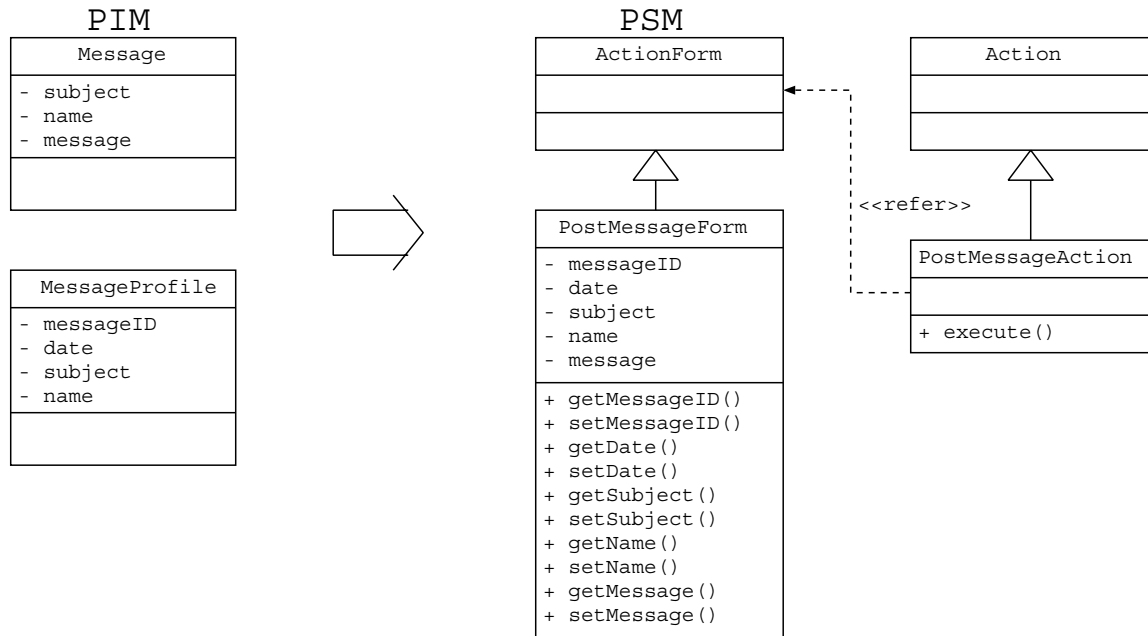 PIM
Message
- subject
- name
- message
MessageProfile
- messageID
- date
- subject
- name
PSM
ActionForm
Action
<<refer>>
PostMessageForm
- messageID
- date
- subject
- name
- message
+ getMessageID()
+ setMessageID()
+ getDate()
+ setDate()
+ getSubject()
+ setSubject()
+ getName()
+ setName()
+ getMessage()
+ setMessage()
PostMessageAction
+ execute()